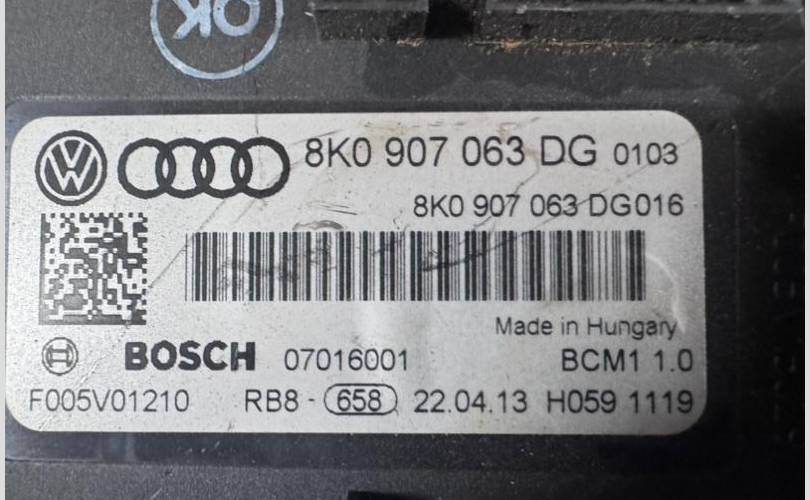 OK
8K0 907 063 DG 0103
8K0 907 063 DG016
Made in Hungary
BOSCH 07016001 BCM1 1.0
F005V01210 RB8 - 658 22.04.13 H059 1119